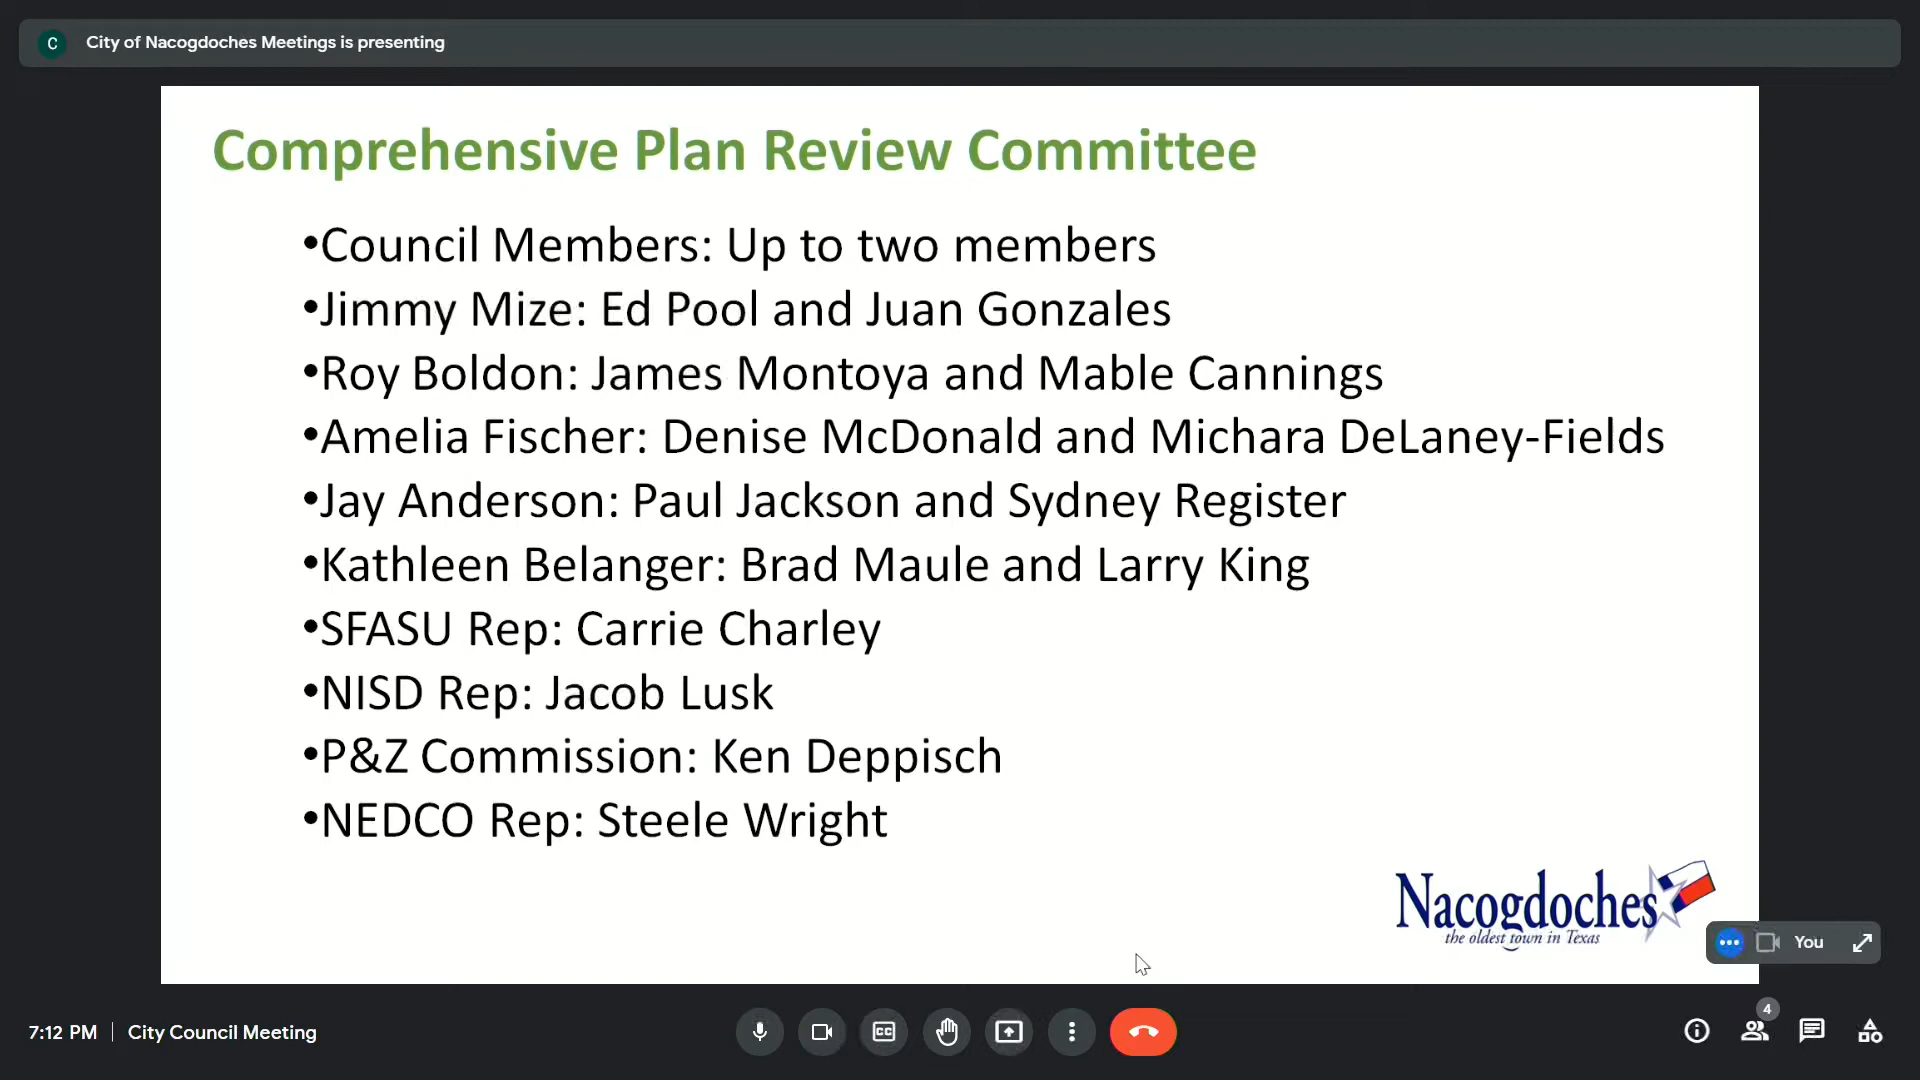 C City of Nacogdoches Meetings is presenting
Comprehensive Plan Review Committee
•Council Members: Up to two members
•Jimmy Mize: Ed Pool and Juan Gonzales
•Roy Boldon: James Montoya and Mable Cannings
•Amelia Fischer: Denise McDonald and Michara DeLaney-Fields
•Jay Anderson: Paul Jackson and Sydney Register
•Kathleen Belanger: Brad Maule and Larry King
•SFASU Rep: Carrie Charley
•NISD Rep: Jacob Lusk
•P&Z Commission: Ken Deppisch
•NEDCO Rep: Steele Wright
Nacogdoches
the oldest town in Texas
You
7:12 PM | City Council Meeting
CC
4